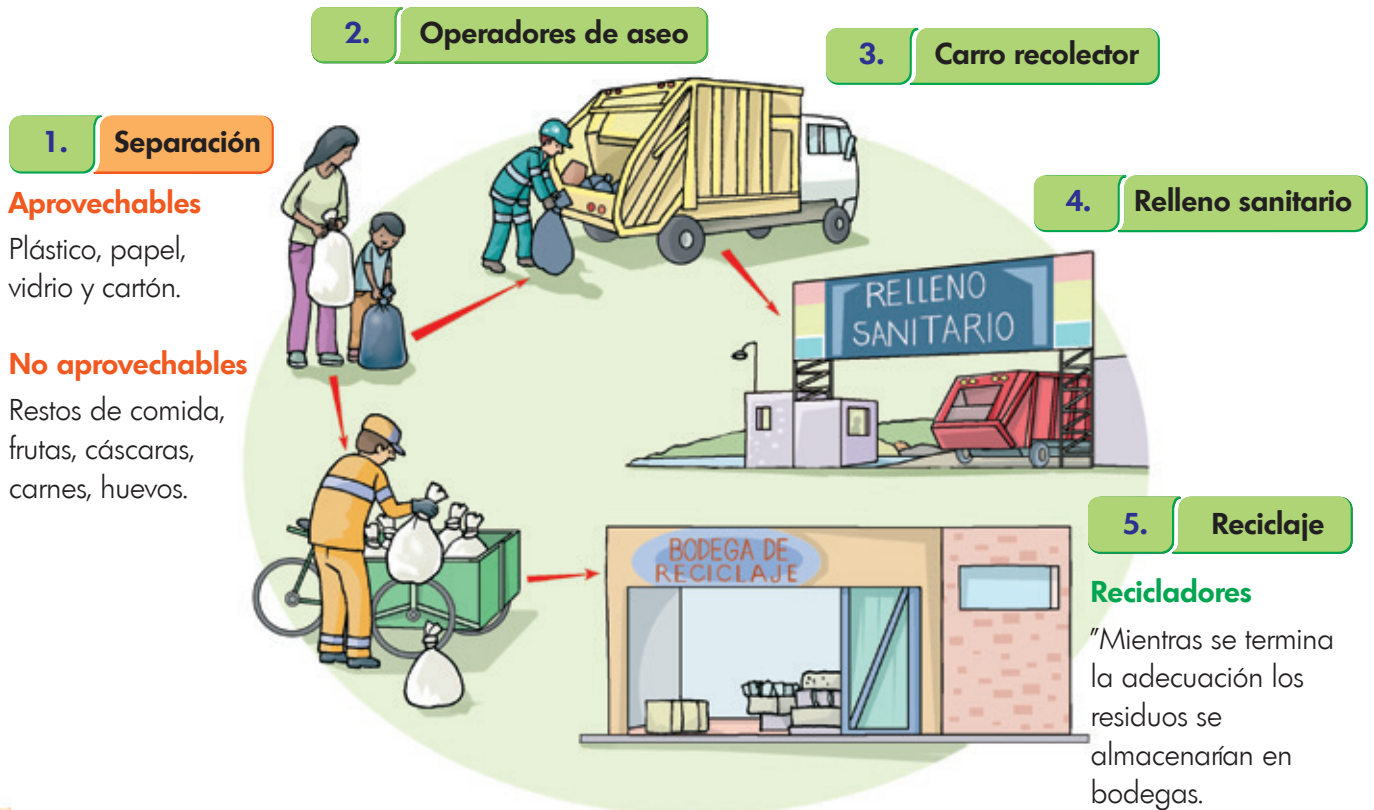 1. Separación
Aprovechables
Plástico, papel,
vidrio y cartón.
No aprovechables
Restos de comida,
frutas, cáscaras,
carnes, huevos.
2. Operadores de aseo
3. Carro recolector
4. Relleno sanitario
RELLENO
SANITARIO
BODEGA DE
RECICLAJE
5. Reciclaje
Recicladores
"Mientras se termina
la adecuación los
residuos se
almacenarían en
bodegas.